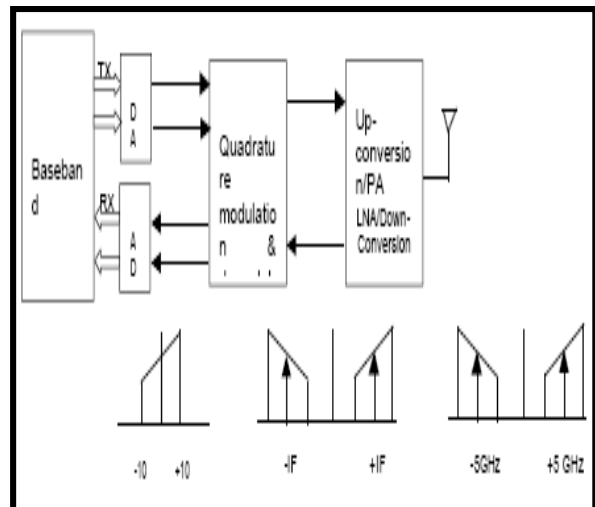 TX
D
A
Baseban
d
RX
A
D
Quadratu
re
modulatio
n &
Up-
conversio
n/PA
LNA/Down-
Conversion
-10 +10
-IF +IF
-5GHz +5 GHz